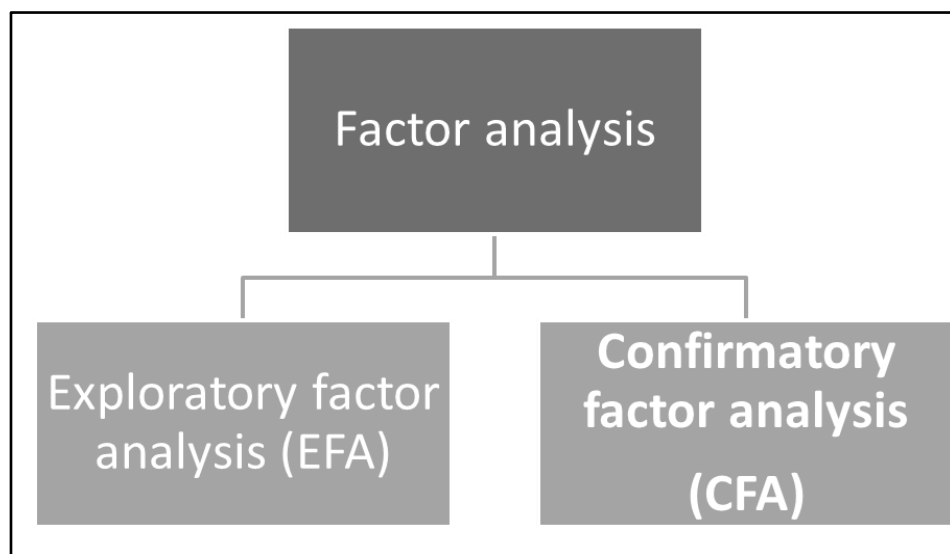 Factor analysis
Exploratory factor
analysis (EFA)
Confirmatory
factor analysis
(CFA)